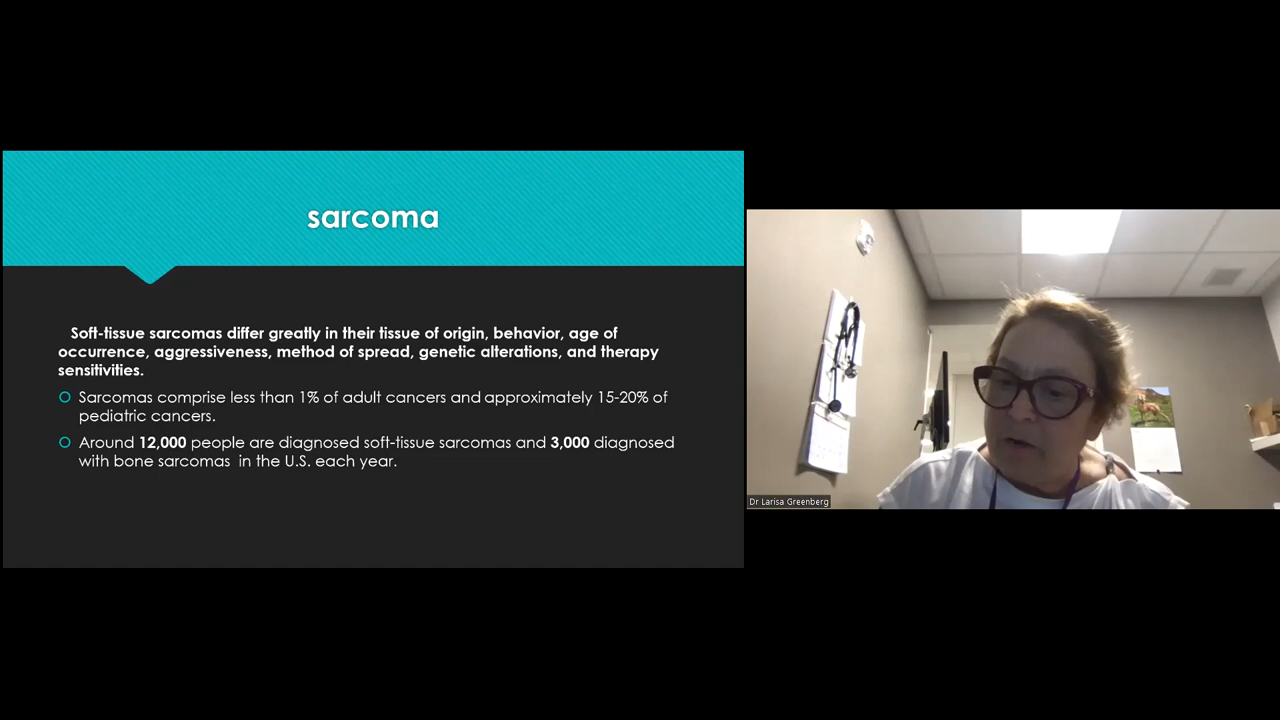 sarcoma
Soft-tissue sarcomas differ greatly in their tissue of origin, behavior, age of
occurrence, aggressiveness, method of spread, genetic alterations, and therapy
sensitivities.
Sarcomas comprise less than 1% of adult cancers and approximately 15-20% of
pediatric cancers.
Around 12,000 people are diagnosed soft-tissue sarcomas and 3,000 diagnosed
with bone sarcomas in the U.S. each year.
Dr Larisa Greenberg